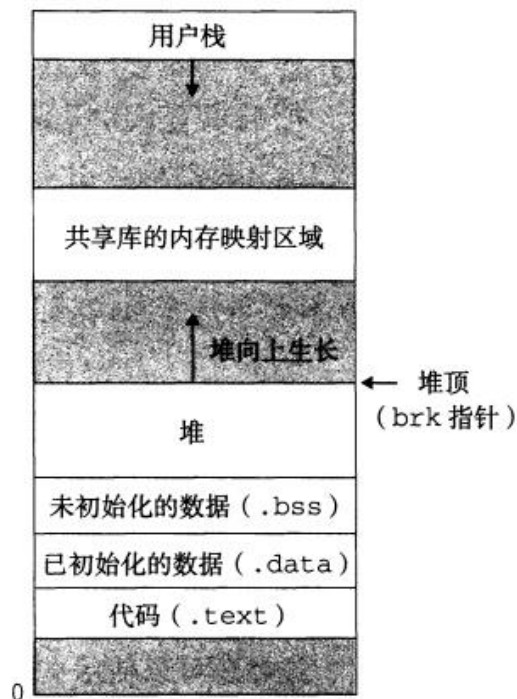 用户栈
共享库的内存映射区域
堆向上生长
堆顶
（brk 指针）
堆
未初始化的数据（.bss）
已初始化的数据（.data）
代码（.text）
0